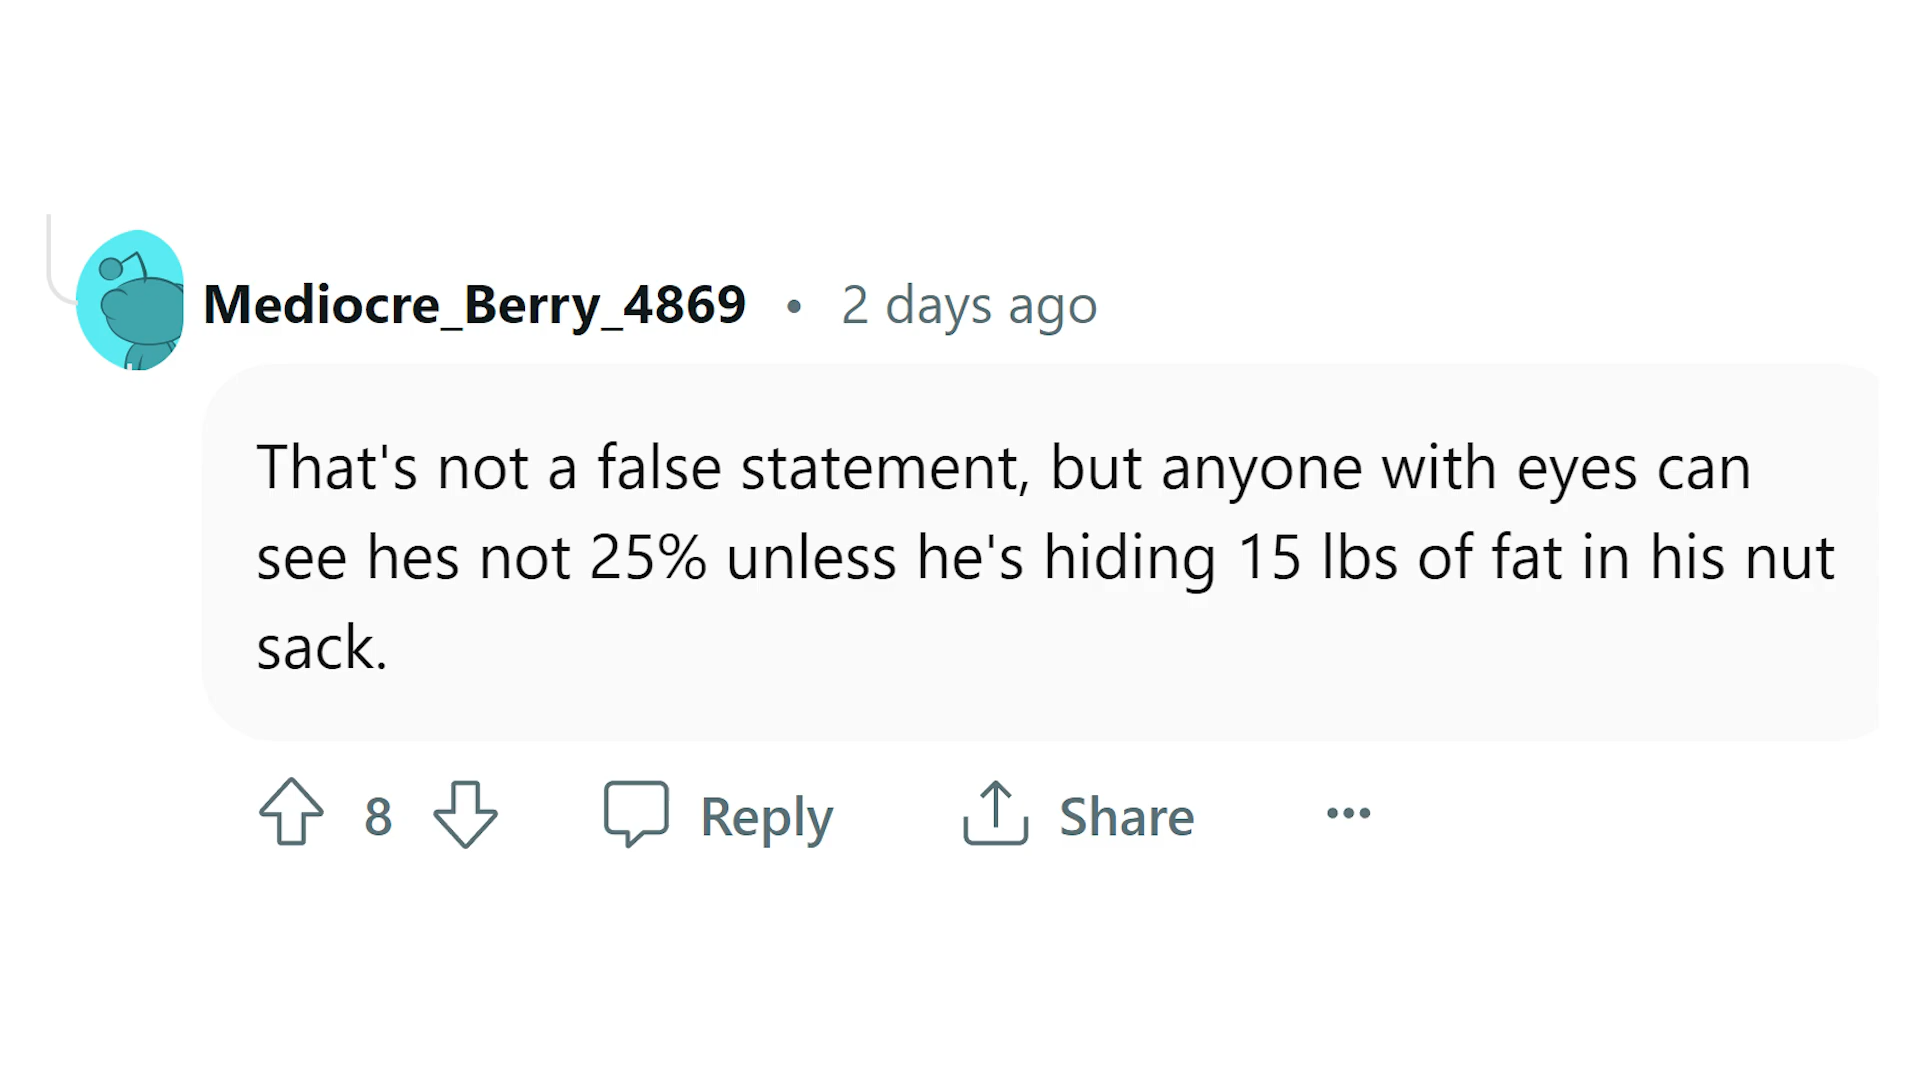 Mediocre_Berry_4869 • 2 days ago
That's not a false statement, but anyone with eyes can
see hes not 25% unless he's hiding 15 lbs of fat in his nut
sack.
8 Reply Share ...